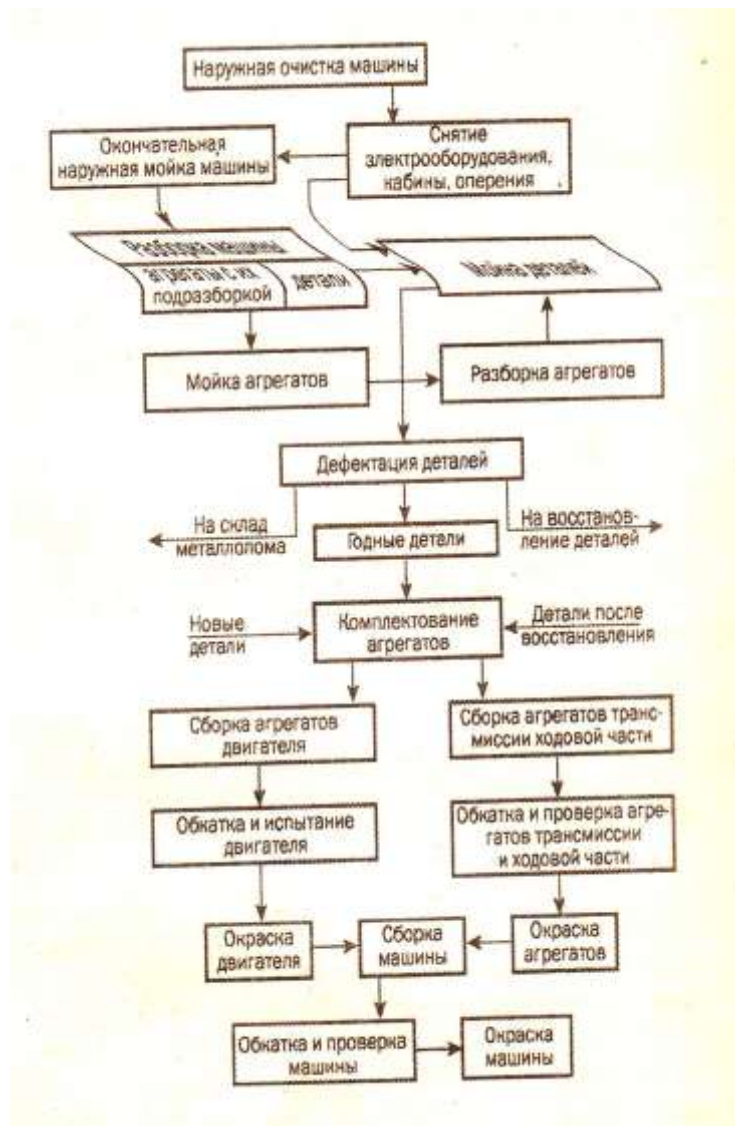 Наружная очистка машины
Окончательная
наружная мойка машины
Снятие
электрооборудования,
кабины, оперения
Разборка машины
агрегаты с их
подразборкой
детали
Мойка деталей
Мойка агрегатов
Разборка агрегатов
Дефектация деталей
На склад
металлолома
Годные детали
На восстанов-
ление деталей
Новые
детали
Комплектование
агрегатов
Детали после
восстановления
Сборка агрегатов
двигателя
Сборка агрегатов транс-
миссии ходовой части
Обкатка и испытание
двигателя
Обкатка и проверка агре-
гатов трансмиссии
и ходовой части
Окраска
двигателя
Сборка
машины
Окраска
агрегатов
Обкатка и проверка
машины
Окраска
машины